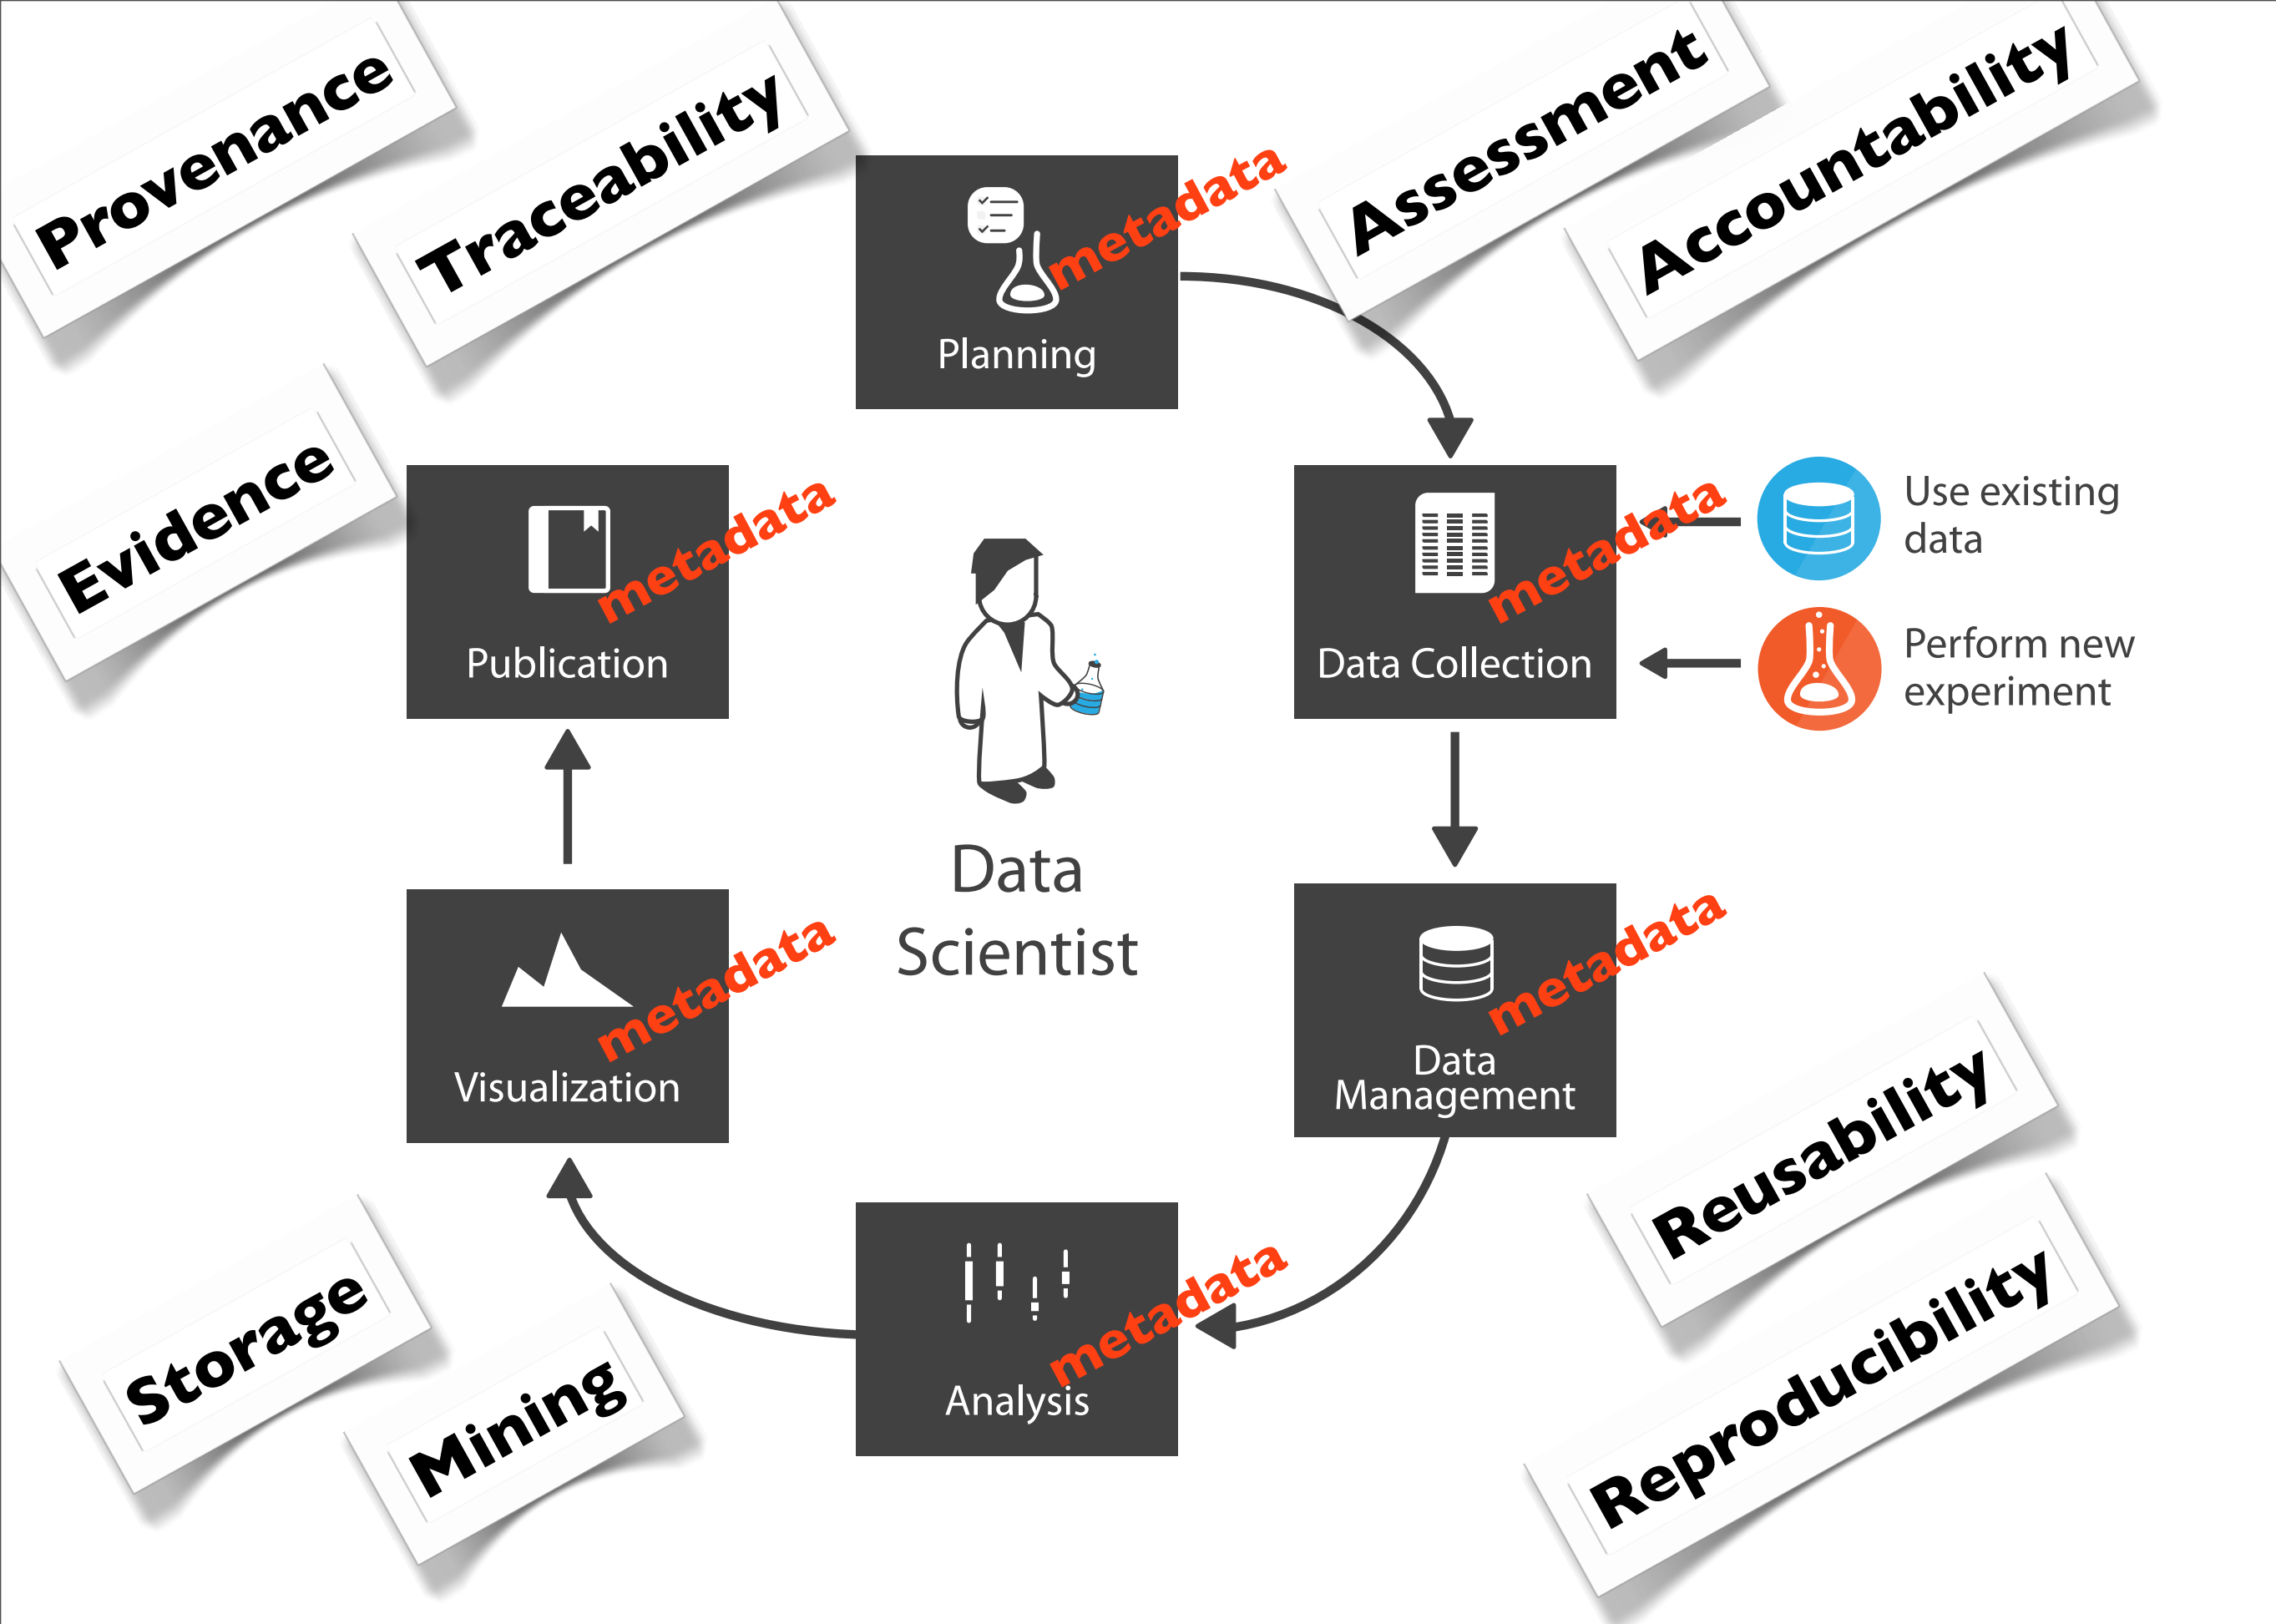 Provenance
Traceability
Assessment
Accountability
metadata
Planning
Evidence
metadata
Publication
metadata
Data Collection
Use existing
data
Perform new
experiment
Data
Scientist
metadata
Visualization
metadata
Data
Management
metadata
Analysis
Storage
Mining
Reusability
Reproducibility